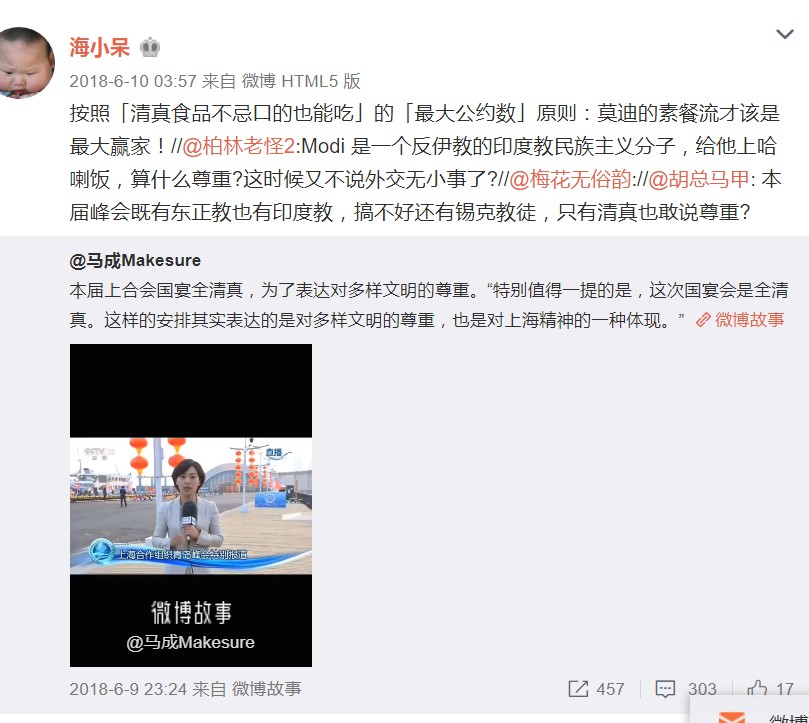 海小呆
2018-6-10 03:57 来自 微博 HTML5 版
按照「清真食品不忌口的也能吃」的「最大公约数」原则：莫迪的素餐流才该是
最大赢家！//@柏林老怪2:Modi 是一个反伊教的印度教民族主义分子，给他上哈
喇饭，算什么尊重?这时候又不说外交无小事了?//@梅花无俗韵://@胡总马甲: 本
届峰会既有东正教也有印度教，搞不好还有锡克教徒，只有清真也敢说尊重?
@马成Makesure
本届上合会国宴全清真，为了表达对多样文明的尊重。“特别值得一提的是，这次国宴会是全清
真。这样的安排其实表达的是对多样文明的尊重，也是对上海精神的一种体现。” 微博故事
CCTV
直播
上海合作组织青岛峰会特别报道
微博故事
@马成Makesure
2018-6-9 23:24 来自 微博故事
457 303 17